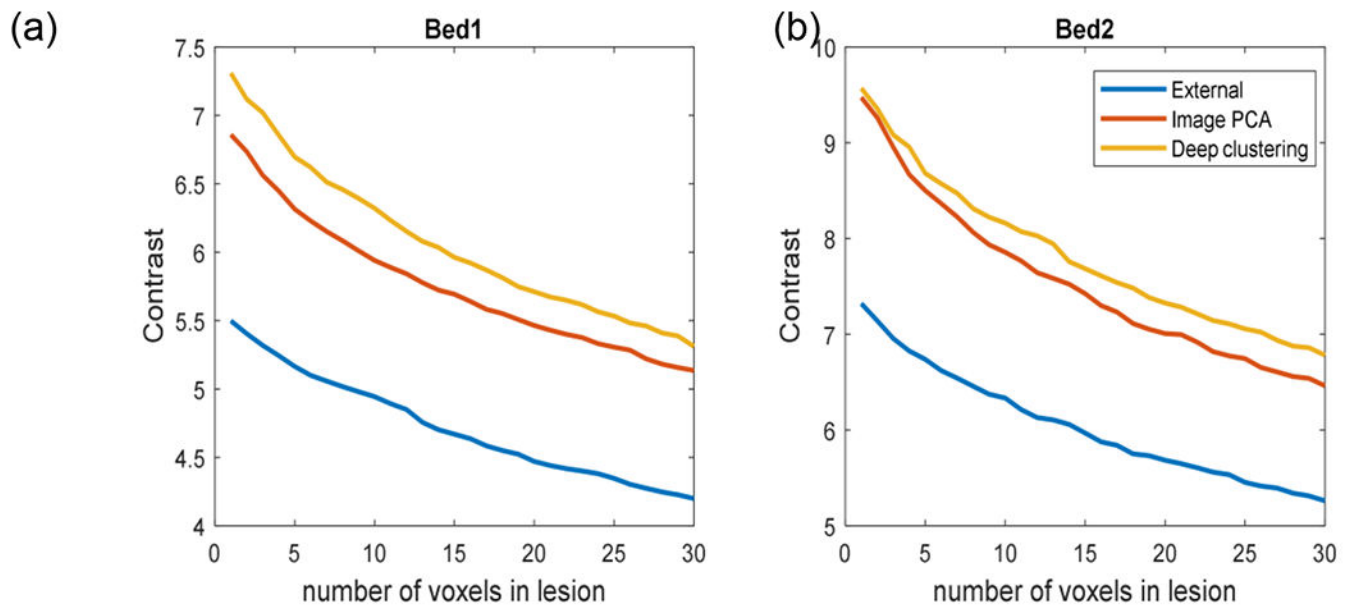 (a)
Bed1
7.5
7
6.5
6
5.5
5
4.5
4
Contrast
0 5 10 15 20 25 30
number of voxels in lesion
(b)
Bed2
10
9
8
7
6
5
Contrast
External
Image PCA
Deep clustering
0 5 10 15 20 25 30
number of voxels in lesion